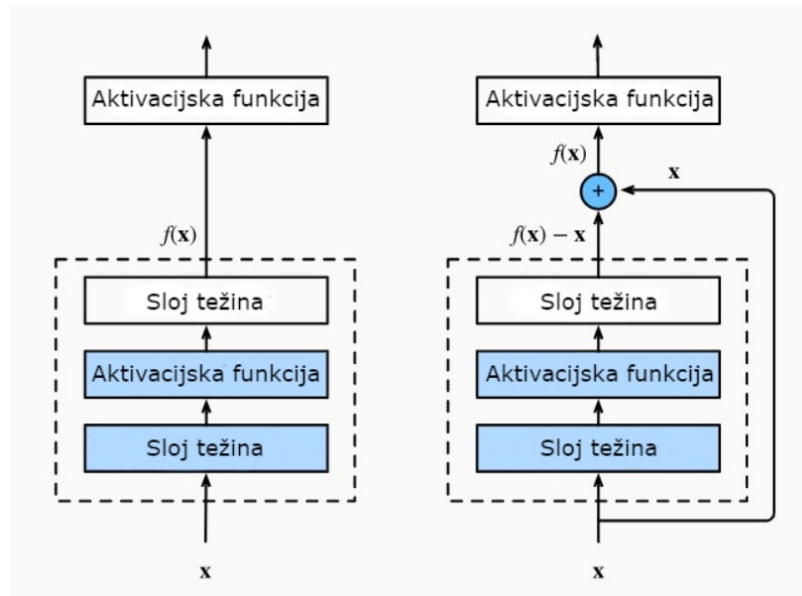 Aktivacijska funkcija
f(x)
Sloj težina
Aktivacijska funkcija
Sloj težina
x
Aktivacijska funkcija
f(x)
x
+
f(x) − x
Sloj težina
Aktivacijska funkcija
Sloj težina
x